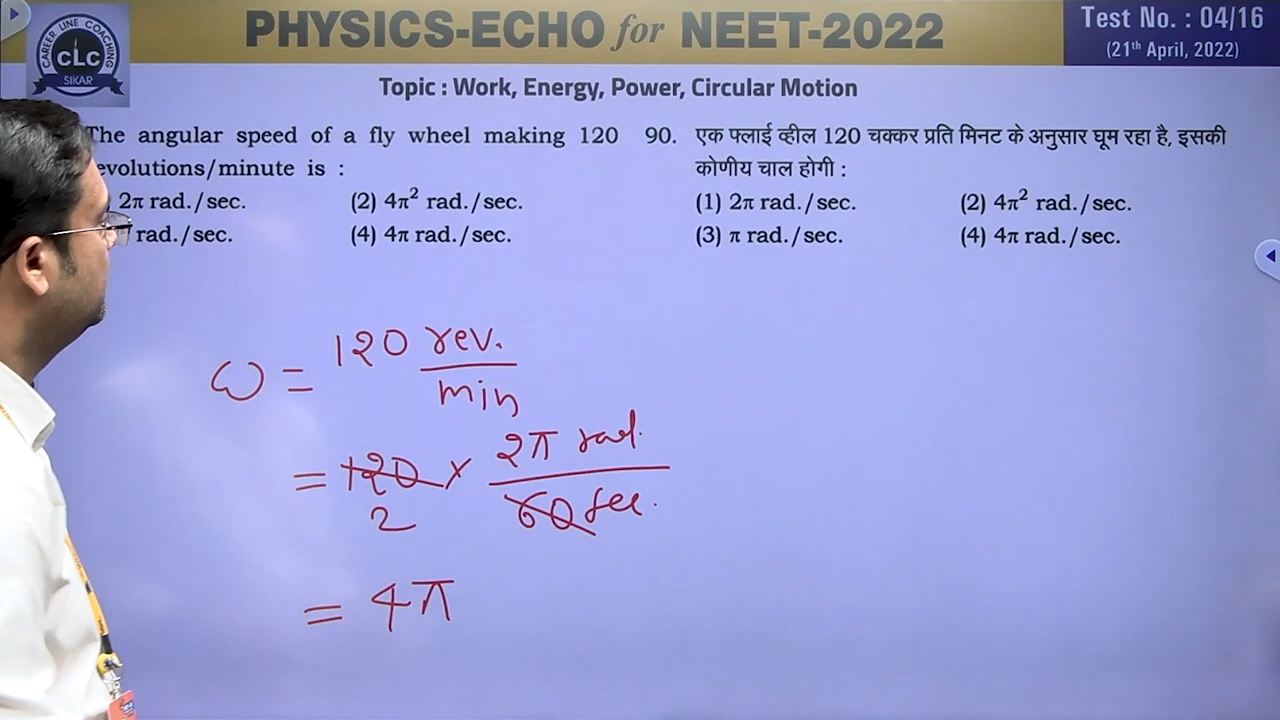 PHYSICS-ECHO for NEET-2022
Test No. : 04/16
(21th April, 2022)
CAREER LINE COACHING
CLC
SIKAR
Topic : Work, Energy, Power, Circular Motion
The angular speed of a fly wheel making 120
evolutions/minute is :
2π rad./sec. (2) 4π² rad./sec.
rad./sec. (4) 4π rad./sec.
90. एक फ्लाई व्हील 120 चक्कर प्रति मिनट के अनुसार घूम रहा है, इसकी
कोणीय चाल होगी :
(1) 2π rad./sec. (2) 4π² rad./sec.
(3) π rad./sec. (4) 4π rad./sec.
ω = 120 rev./min
= 120 × 2π rad./60 sec.
2
= 4π